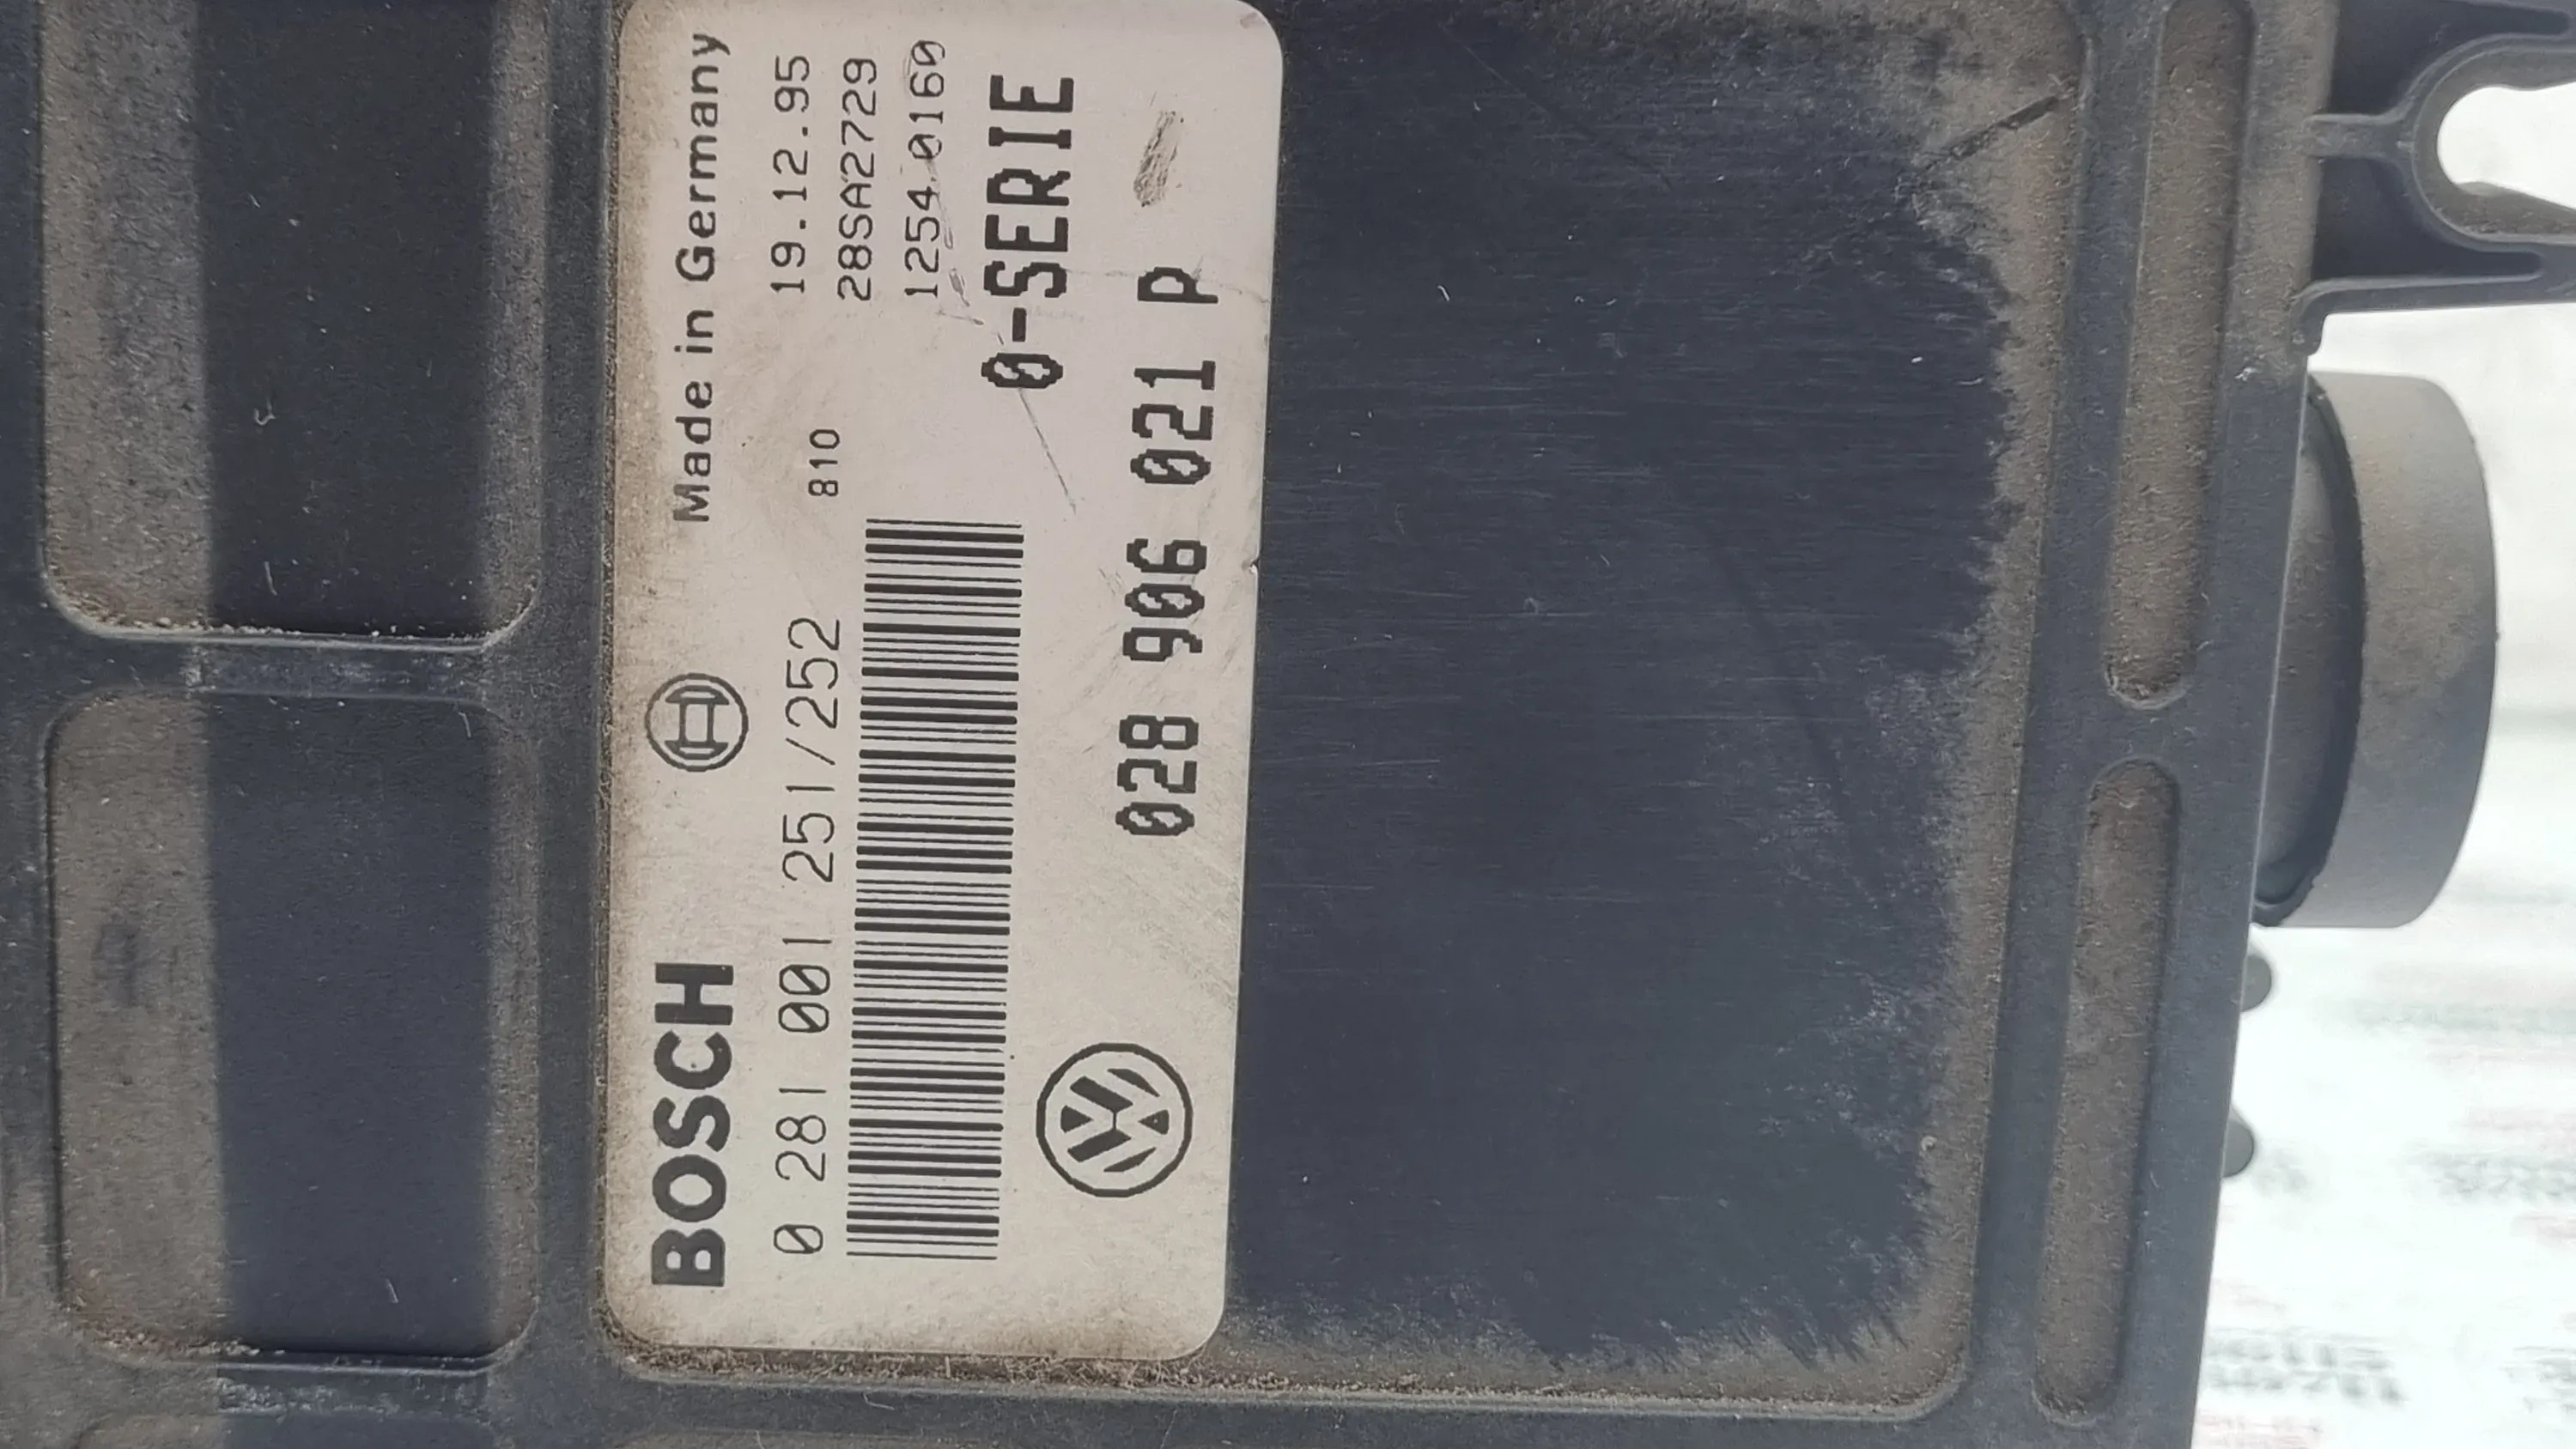 BOSCH Made in Germany
0 281 001 251/252 810
19.12.95
28SA2729
1254.0160
0-SERIE
028 906 021 P